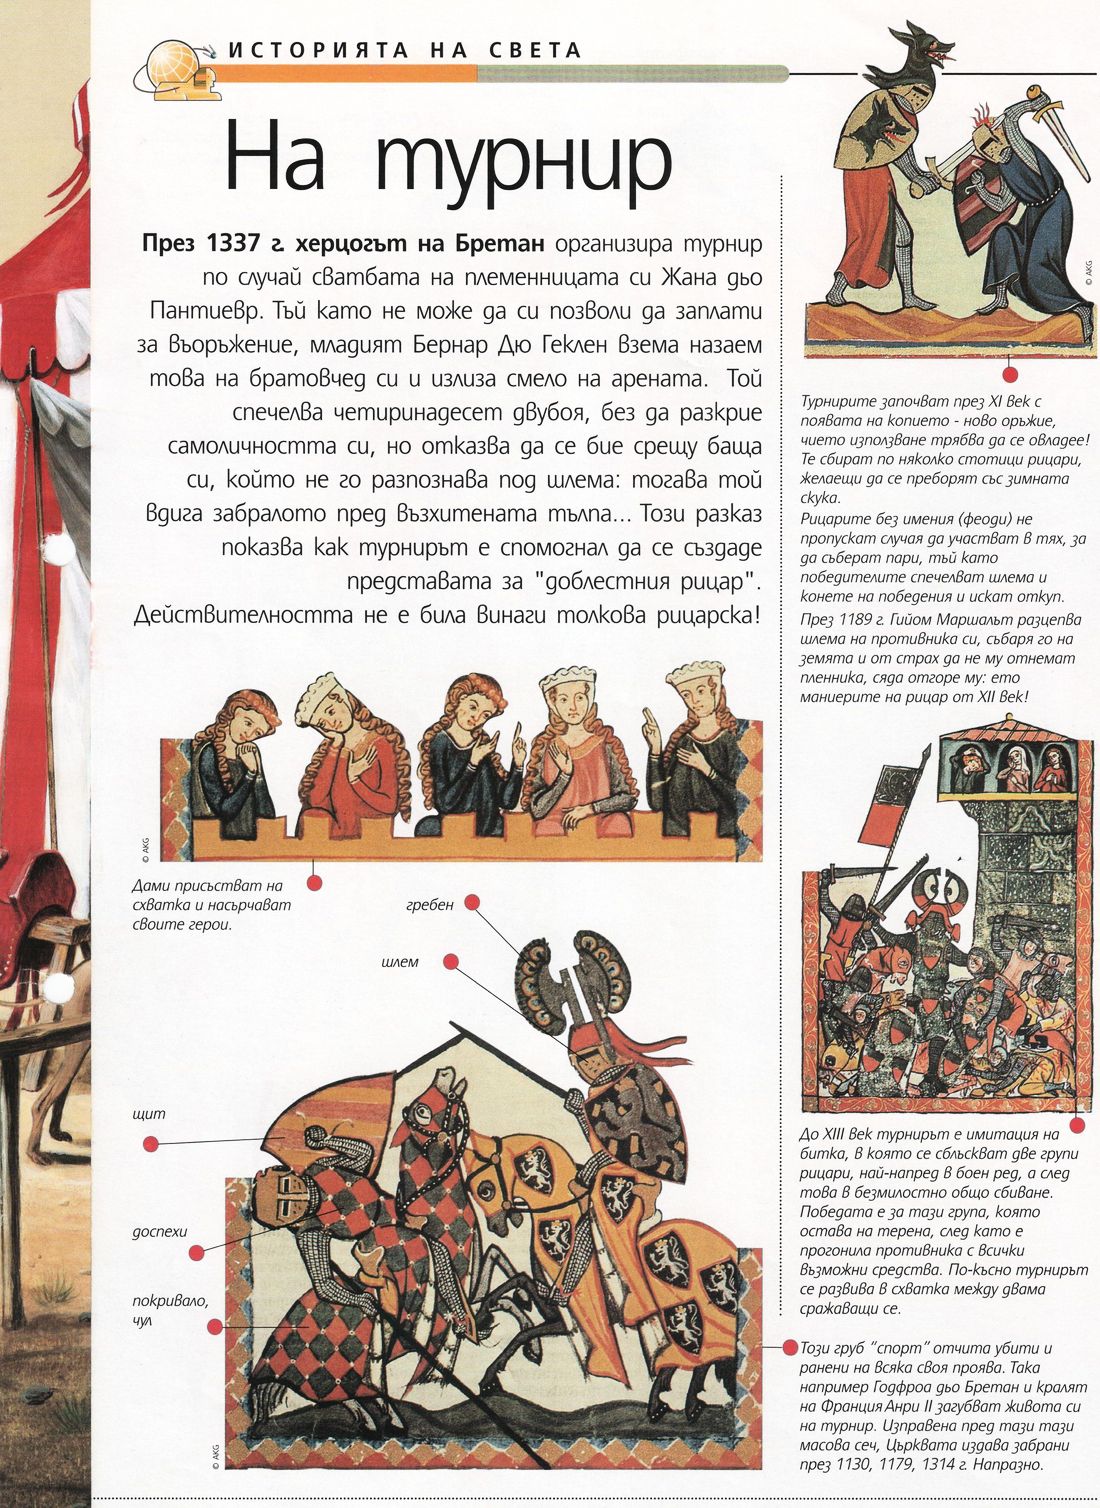 ИСТОРИЯТА НА СВЕТА
На турнир
През 1337 г. херцогът на Бретан организира турнир
по случай сватбата на племенницата си Жана дьо
Пантиевр. Тъй като не може да си позволи да заплати
за въоръжение, младият Бернар Дю Геклен взема назаем
това на братовчед си и излиза смело на арената. Той
спечелва четиринадесет двубоя, без да разкрие
самоличността си, но отказва да се бие срещу баща
си, който не го разпознава под шлема: тогава той
вдига забралото пред възхитената тълпа... Този разказ
показва как турнирът е спомогнал да се създаде
представата за "доблестния рицар".
Действителността не е била винаги толкова рицарска!
© AKG
Дами присъстват на
схватка и насърчават
своите герои.
гребен
шлем
щит
доспехи
покривало,
чул
© AKG
© AKG
Турнирите започват през XI век с
появата на копието - ново оръжие,
чието използване трябва да се овладее!
Те сбират по няколко стотици рицари,
желаещи да се преборят със зимната
скука.
Рицарите без имения (феоди) не
пропускат случая да участват в тях, за
да съберат пари, тъй като
победителите спечелват шлема и
конете на победения и искат откуп.
През 1189 г. Гийом Маршалът разцепва
шлема на противника си, събаря го на
земята и от страх да не му отнемат
пленника, сяда отгоре му: ето
маниерите на рицар от XII век!
До XIII век турнирът е имитация на
битка, в която се сблъскват две групи
рицари, най-напред в боен ред, а след
това в безмилостно общо сбиване.
Победата е за тази група, която
остава на терена, след като е
прогонила противника с всички
възможни средства. По-късно турнирът
се развива в схватка между двама
сражаващи се.
Този груб "спорт" отчита убити и
ранени на всяка своя проява. Така
например Годфроа дьо Бретан и кралят
на Франция Анри II загубват живота си
на турнир. Изправена пред тази тази
масова сеч, Църквата издава забрани
през 1130, 1179, 1314 г. Напразно.